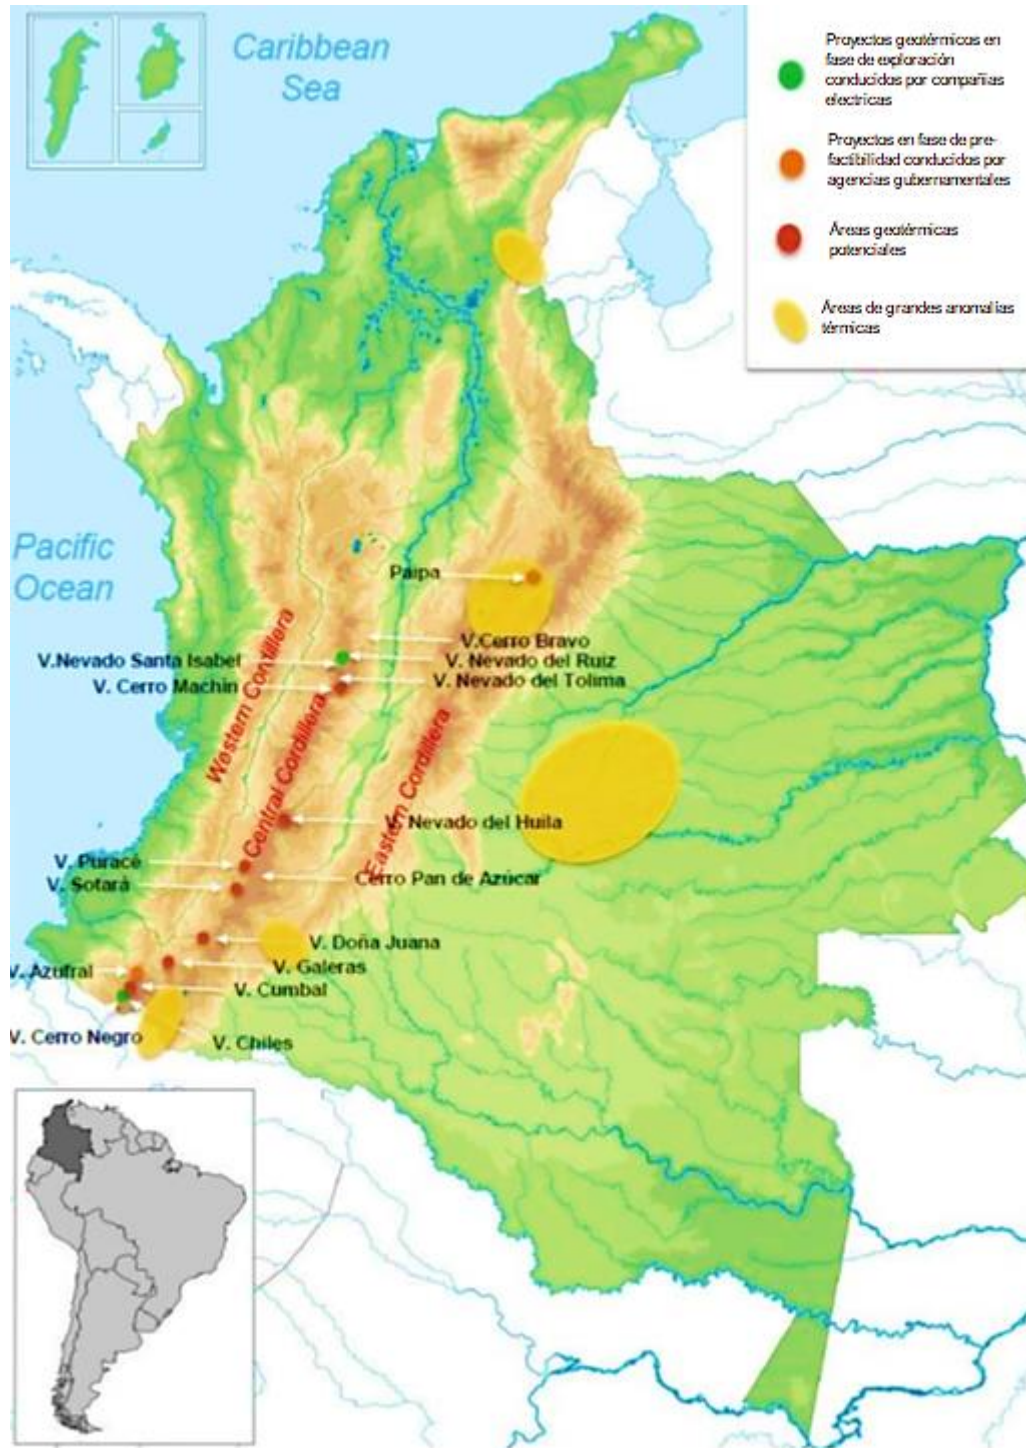 Caribbean
Sea
Proyectos geotérmicos en
fase de exploración
conducidos por compañias
electricas
Proyectos en fase de pre-
factibilidad conducidos por
agencias gubernamentales
Áreas geotérmicas
potenciales
Áreas de grandes anomalías
térmicas
Pacific
Ocean
Paipa
V.Cerro Bravo
V.Nevado Santa Isabel
V. Nevado del Ruiz
V. Cerro Machín
V. Nevado del Tolima
Western Cordillera
Central Cordillera
Eastern Cordillera
V. Nevado del Huila
V. Puracé
V. Sotará
Cerro Pan de Azúcar
V. Doña Juana
V. Azufral
V. Galeras
V. Cumbal
V. Cerro Negro
V. Chiles